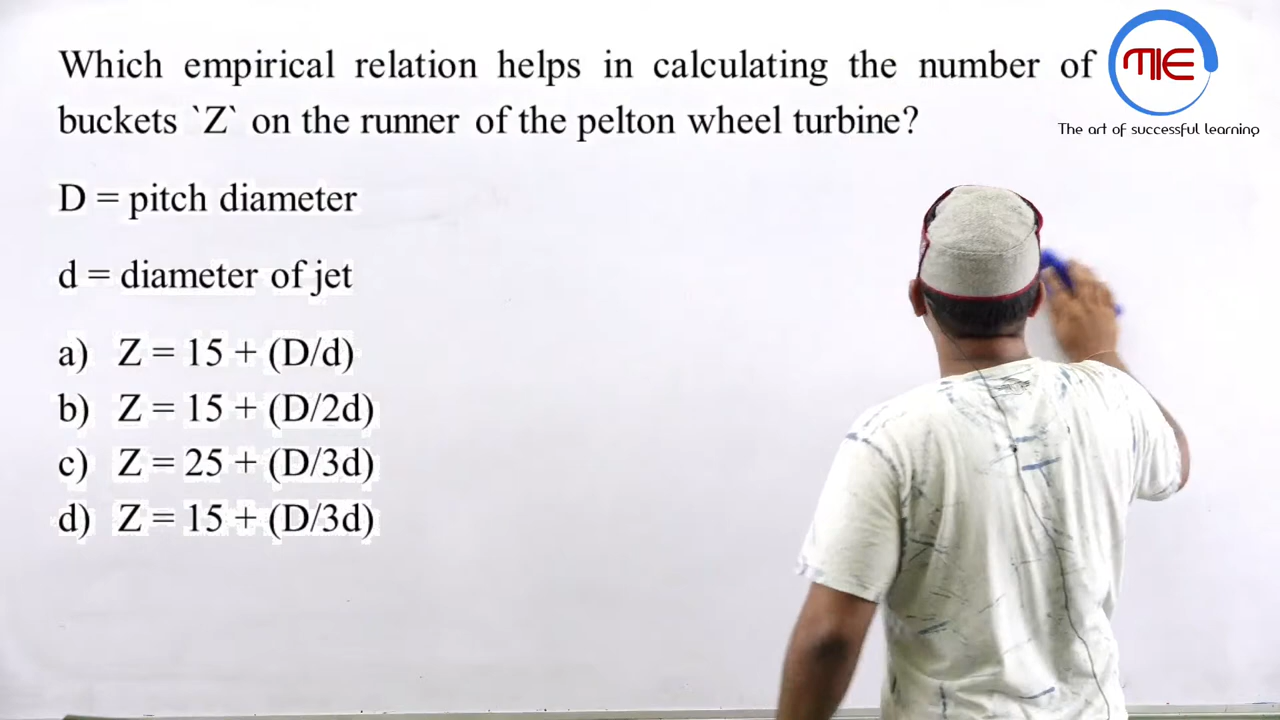 Which empirical relation helps in calculating the number of
buckets `Z` on the runner of the pelton wheel turbine?
MIE
The art of successful learning
D = pitch diameter
d = diameter of jet
a) Z = 15 + (D/d)
b) Z = 15 + (D/2d)
c) Z = 25 + (D/3d)
d) Z = 15 + (D/3d)